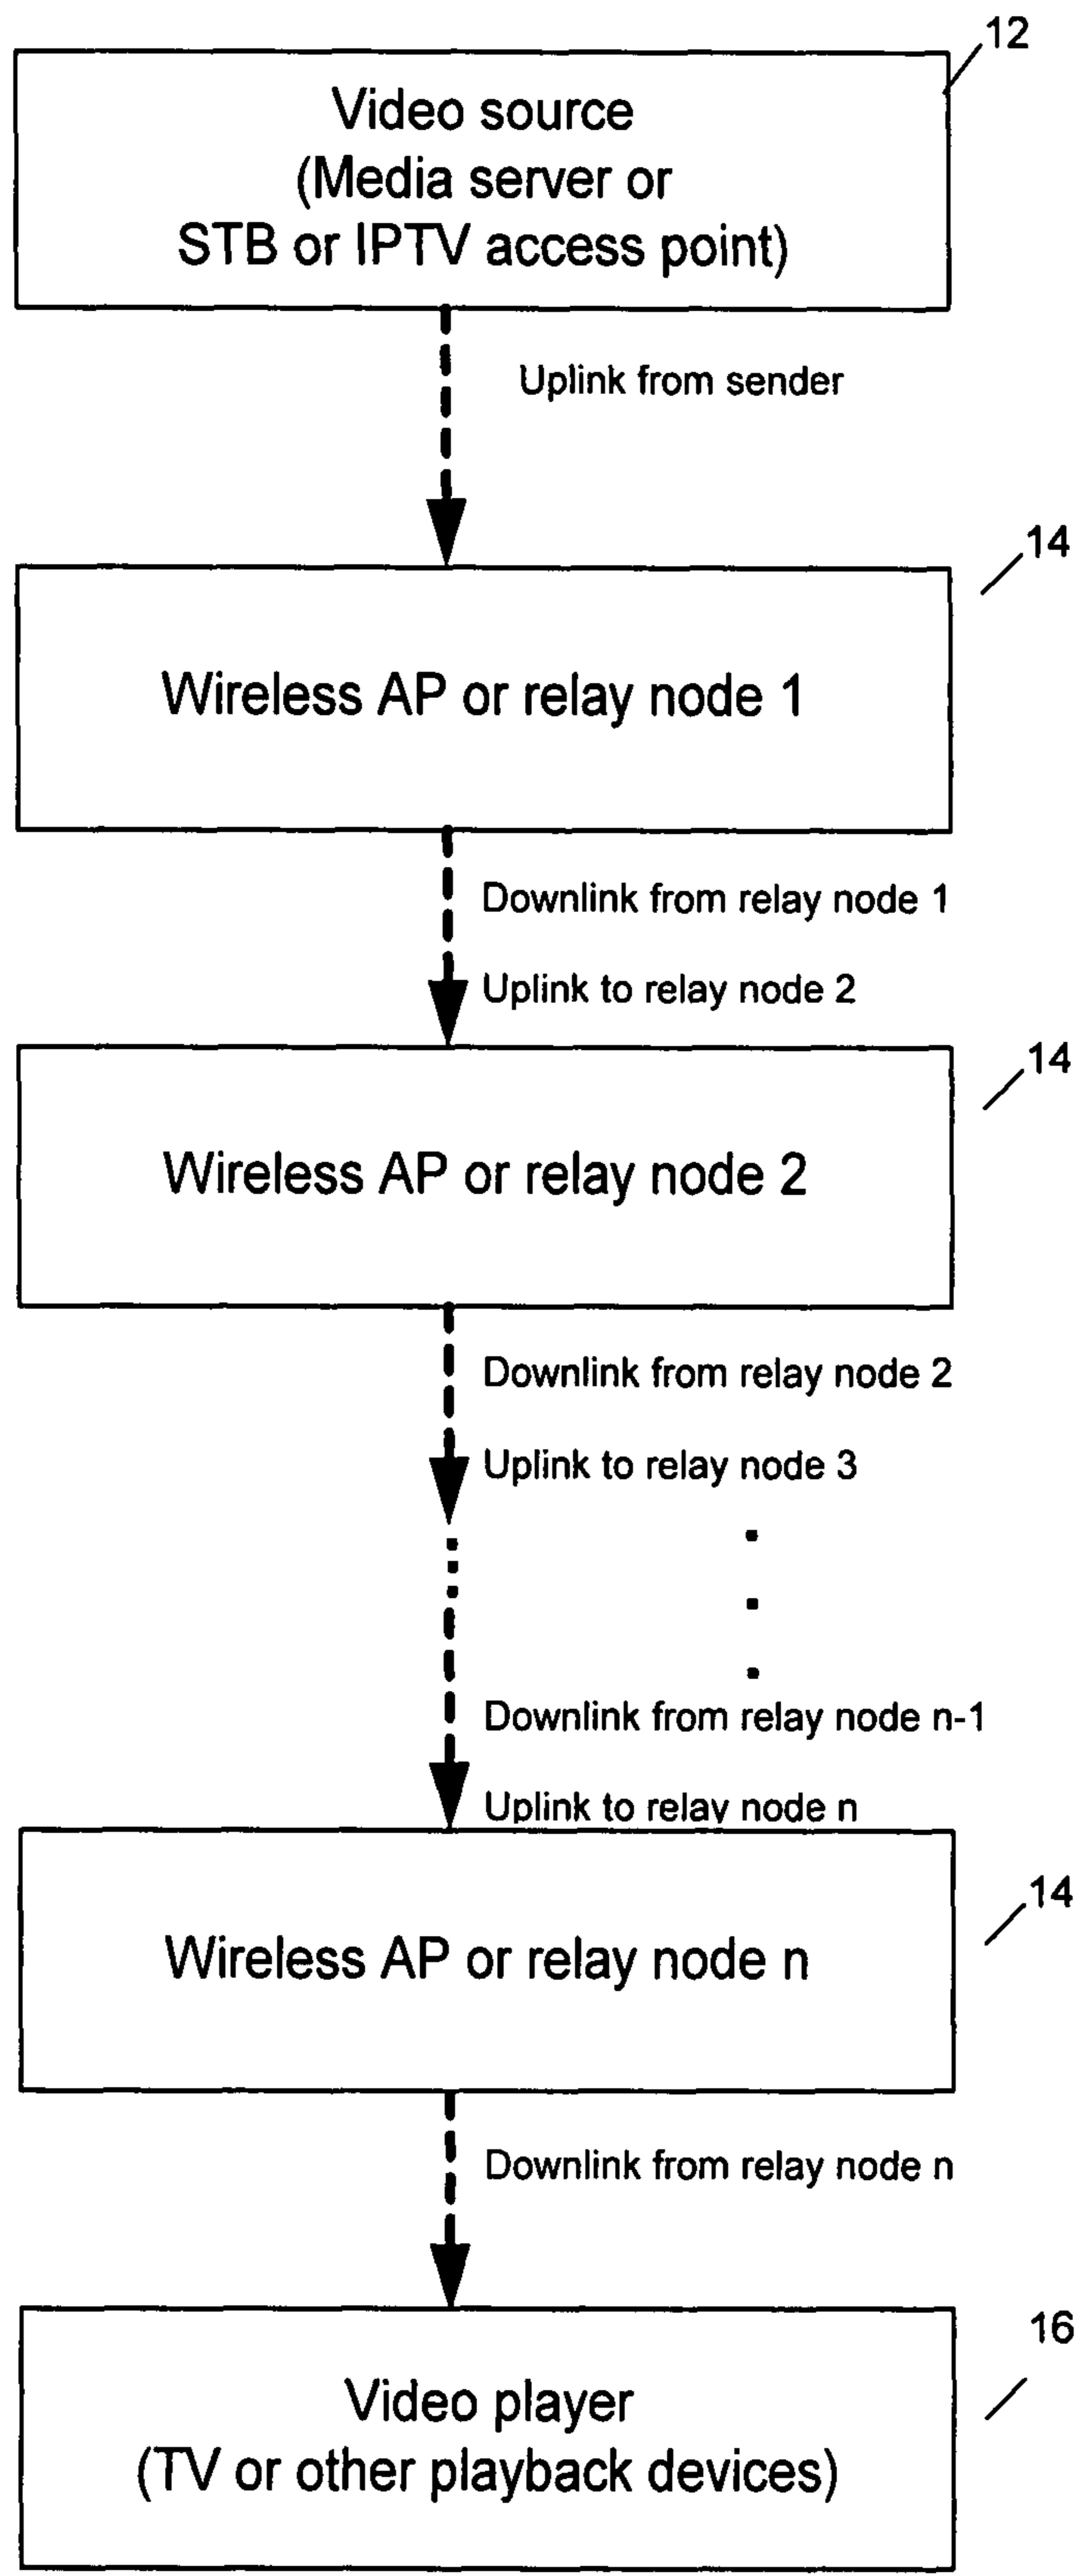 12
Video source
(Media server or
STB or IPTV access point)
Uplink from sender
14
Wireless AP or relay node 1
Downlink from relay node 1
Uplink to relay node 2
14
Wireless AP or relay node 2
Downlink from relay node 2
Uplink to relay node 3
Downlink from relay node n-1
Uplink to relay node n
14
Wireless AP or relay node n
Downlink from relay node n
16
Video player
(TV or other playback devices)